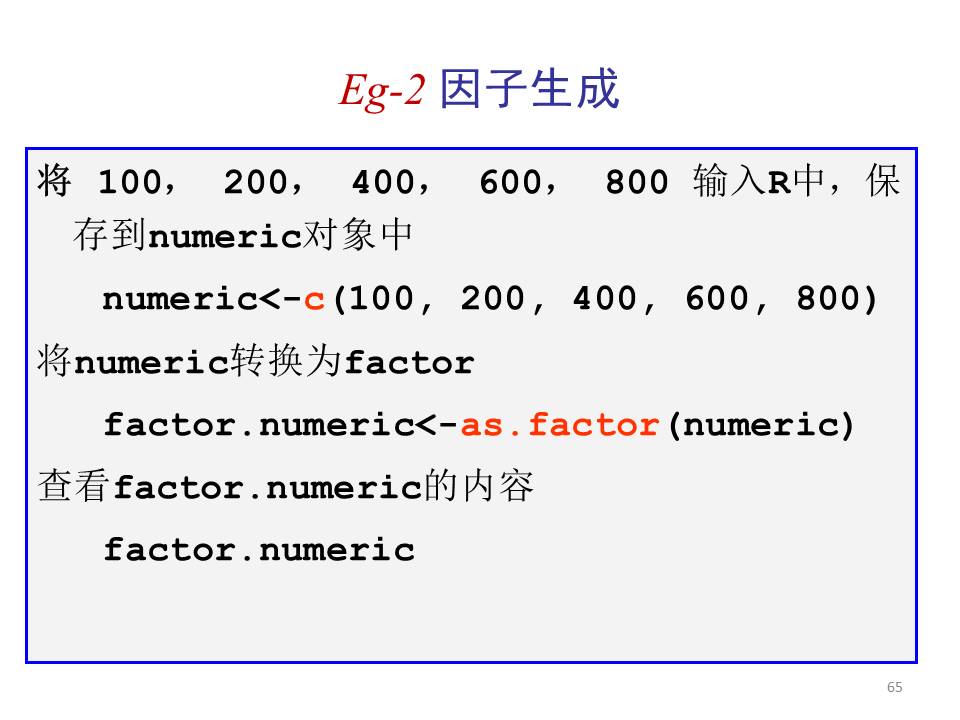 Eg-2 因子生成
将 100， 200， 400， 600， 800 输入R中，保
存到numeric对象中
numeric<-c(100, 200, 400, 600, 800)
将numeric转换为factor
factor.numeric<-as.factor(numeric)
查看factor.numeric的内容
factor.numeric
65